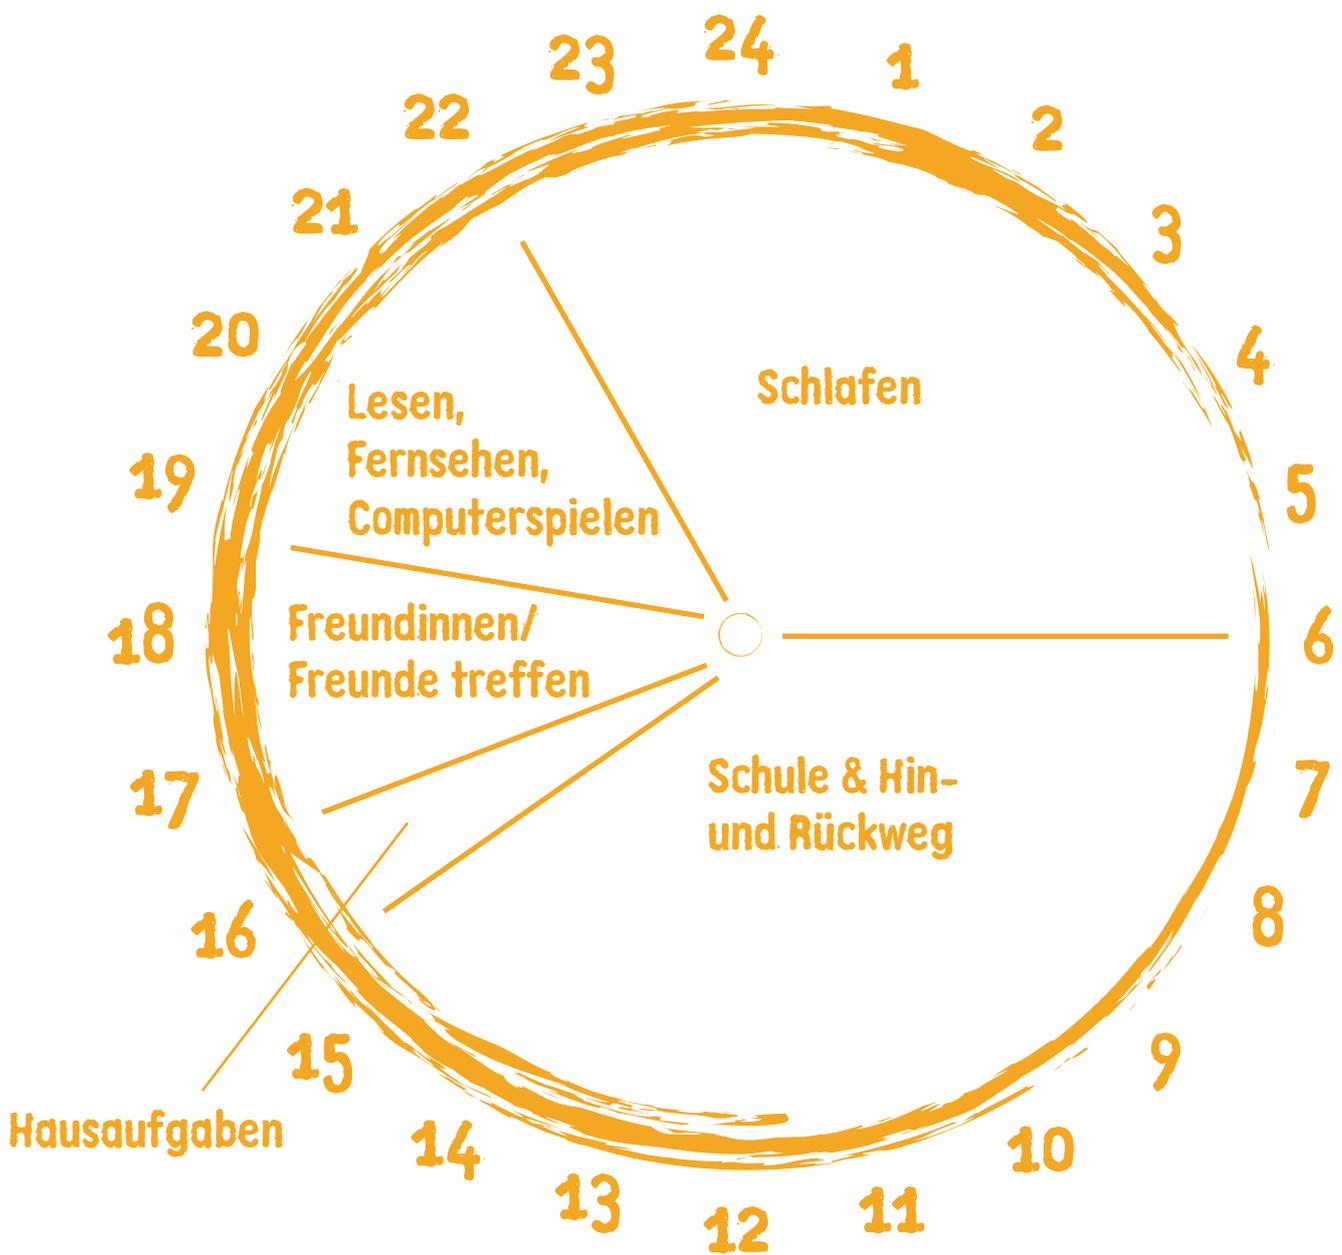 24
1
2
3
4
5
6
7
8
9
10
11
12
13
14
15
16
17
18
19
20
21
22
23
Schlafen
Schule & Hin-
und Rückweg
Hausaufgaben
Freundinnen/
Freunde treffen
Lesen,
Fernsehen,
Computerspielen